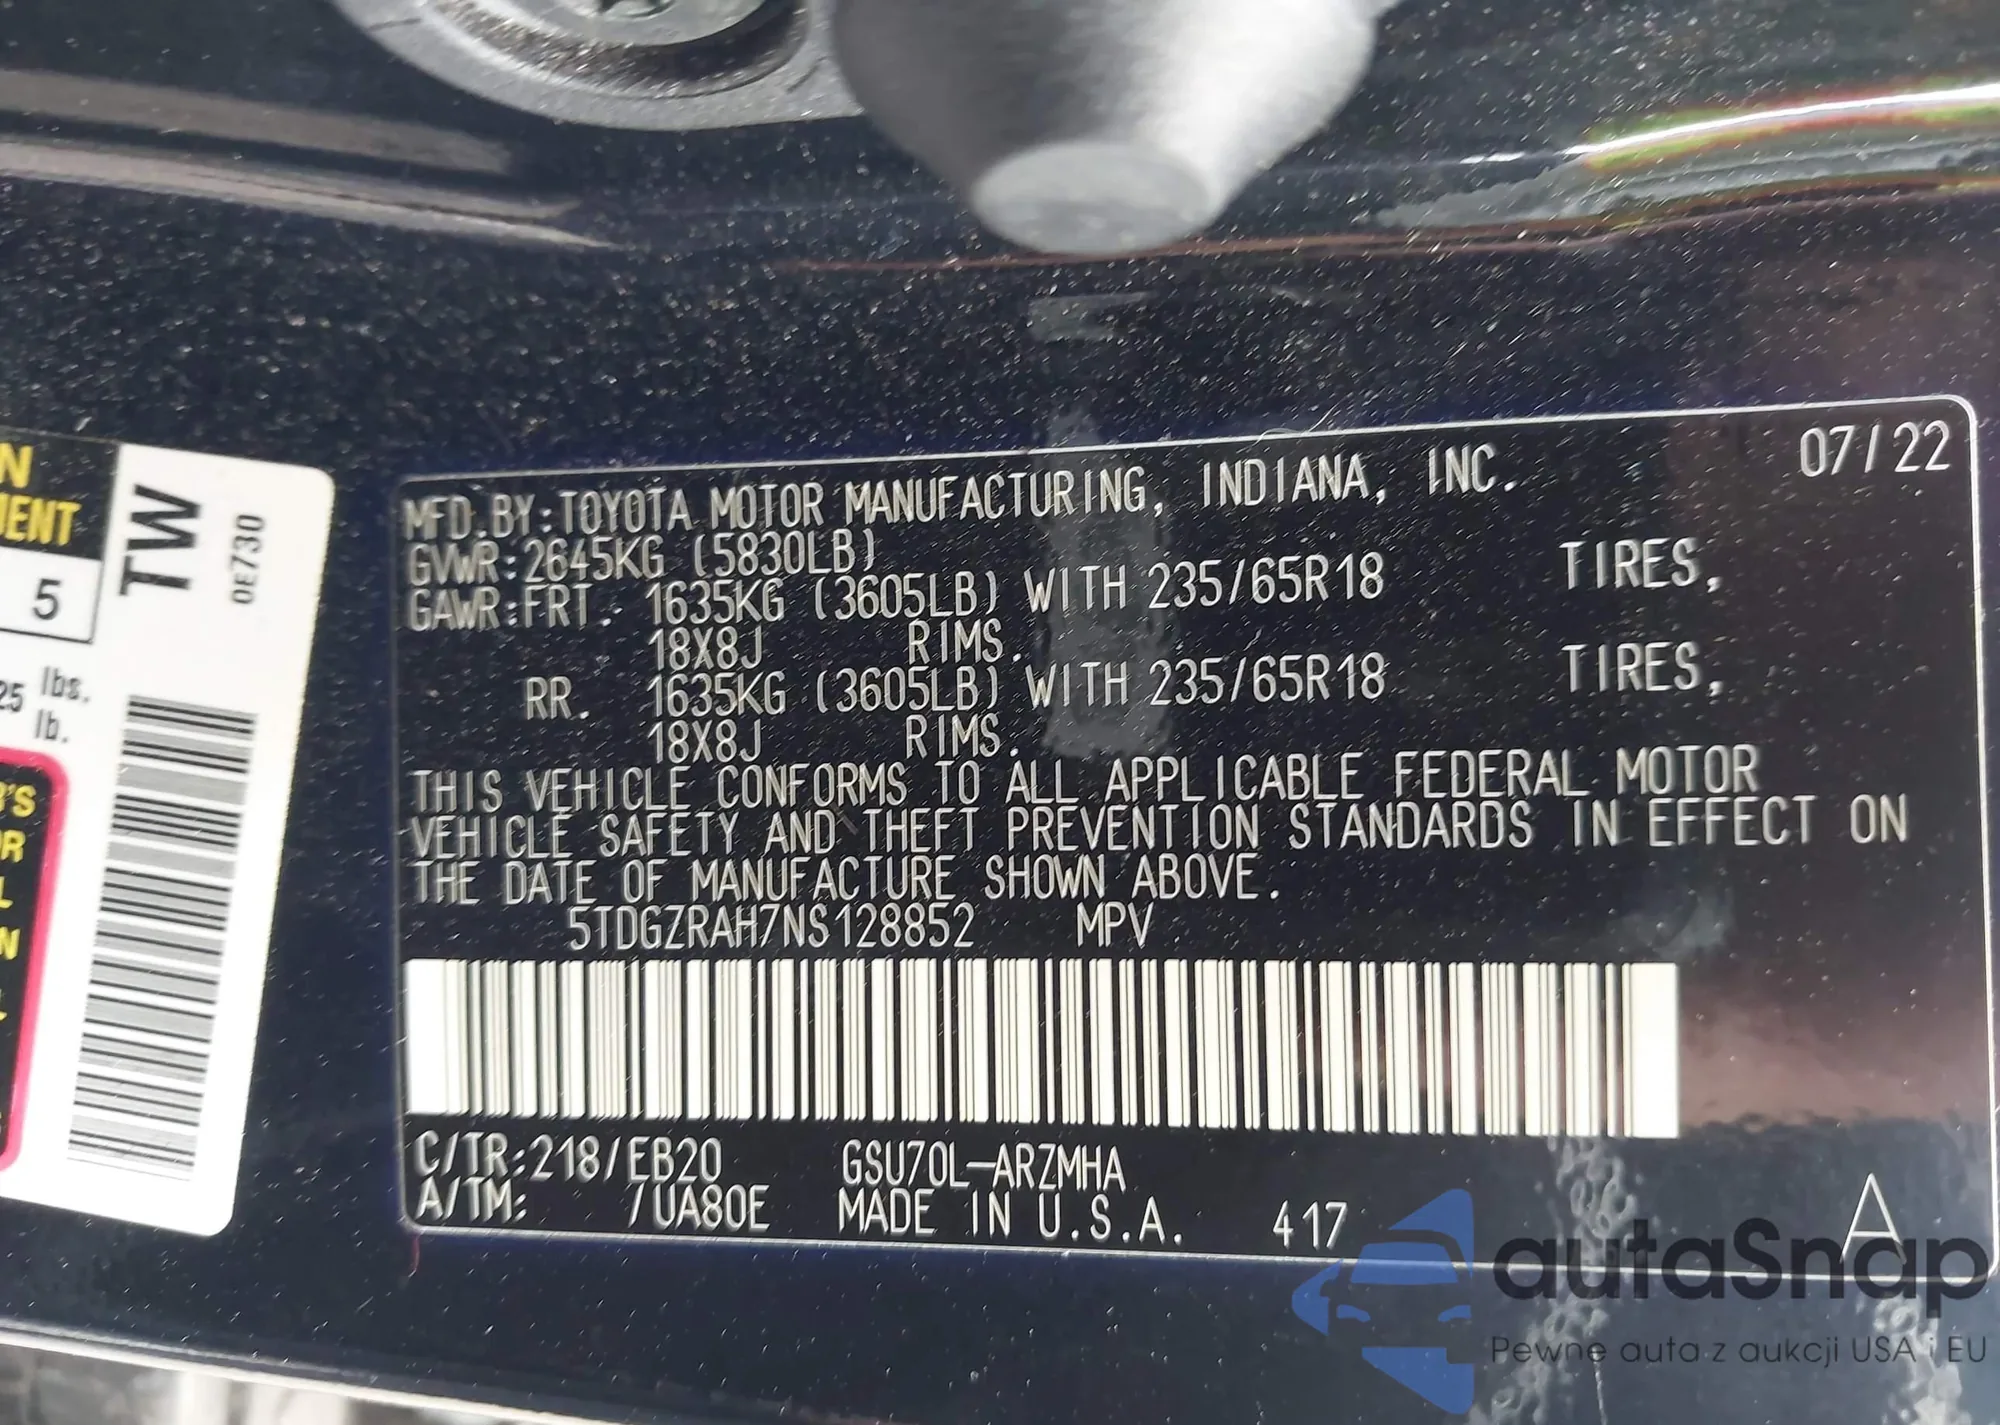 N
MENT
5
TW
0E730
25 lbs.
lb.
R'S
OR
L
N
07/22
MFD.BY:TOYOTA MOTOR MANUFACTURING, INDIANA, INC.
GVWR:2645KG (5830LB)
GAWR:FRT. 1635KG (3605LB) WITH 235/65R18 TIRES,
18X8J RIMS.
RR. 1635KG (3605LB) WITH 235/65R18 TIRES,
18X8J RIMS.
THIS VEHICLE CONFORMS TO ALL APPLICABLE FEDERAL MOTOR
VEHICLE SAFETY AND THEFT PREVENTION STANDARDS IN EFFECT ON
THE DATE OF MANUFACTURE SHOWN ABOVE.
5TDGZRAH7NS128852 MPV
C/TR:218/EB20 GSU70L-ARZMHA
A/TM: /UA80E MADE IN U.S.A. 417 A
autaSnap
Pewne auta z aukcji USA i EU